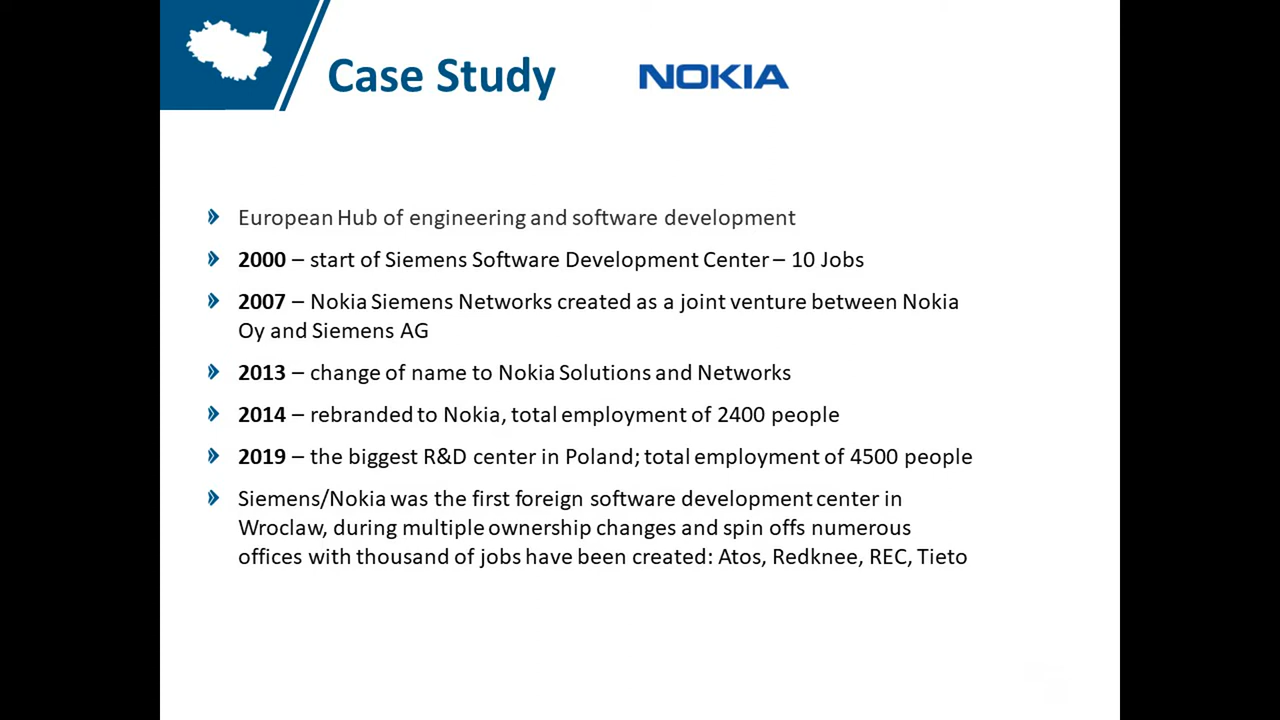 Case Study
NOKIA
European Hub of engineering and software development
2000 – start of Siemens Software Development Center – 10 Jobs
2007 – Nokia Siemens Networks created as a joint venture between Nokia
Oy and Siemens AG
2013 – change of name to Nokia Solutions and Networks
2014 – rebranded to Nokia, total employment of 2400 people
2019 – the biggest R&D center in Poland; total employment of 4500 people
Siemens/Nokia was the first foreign software development center in
Wroclaw, during multiple ownership changes and spin offs numerous
offices with thousand of jobs have been created: Atos, Redknee, REC, Tieto